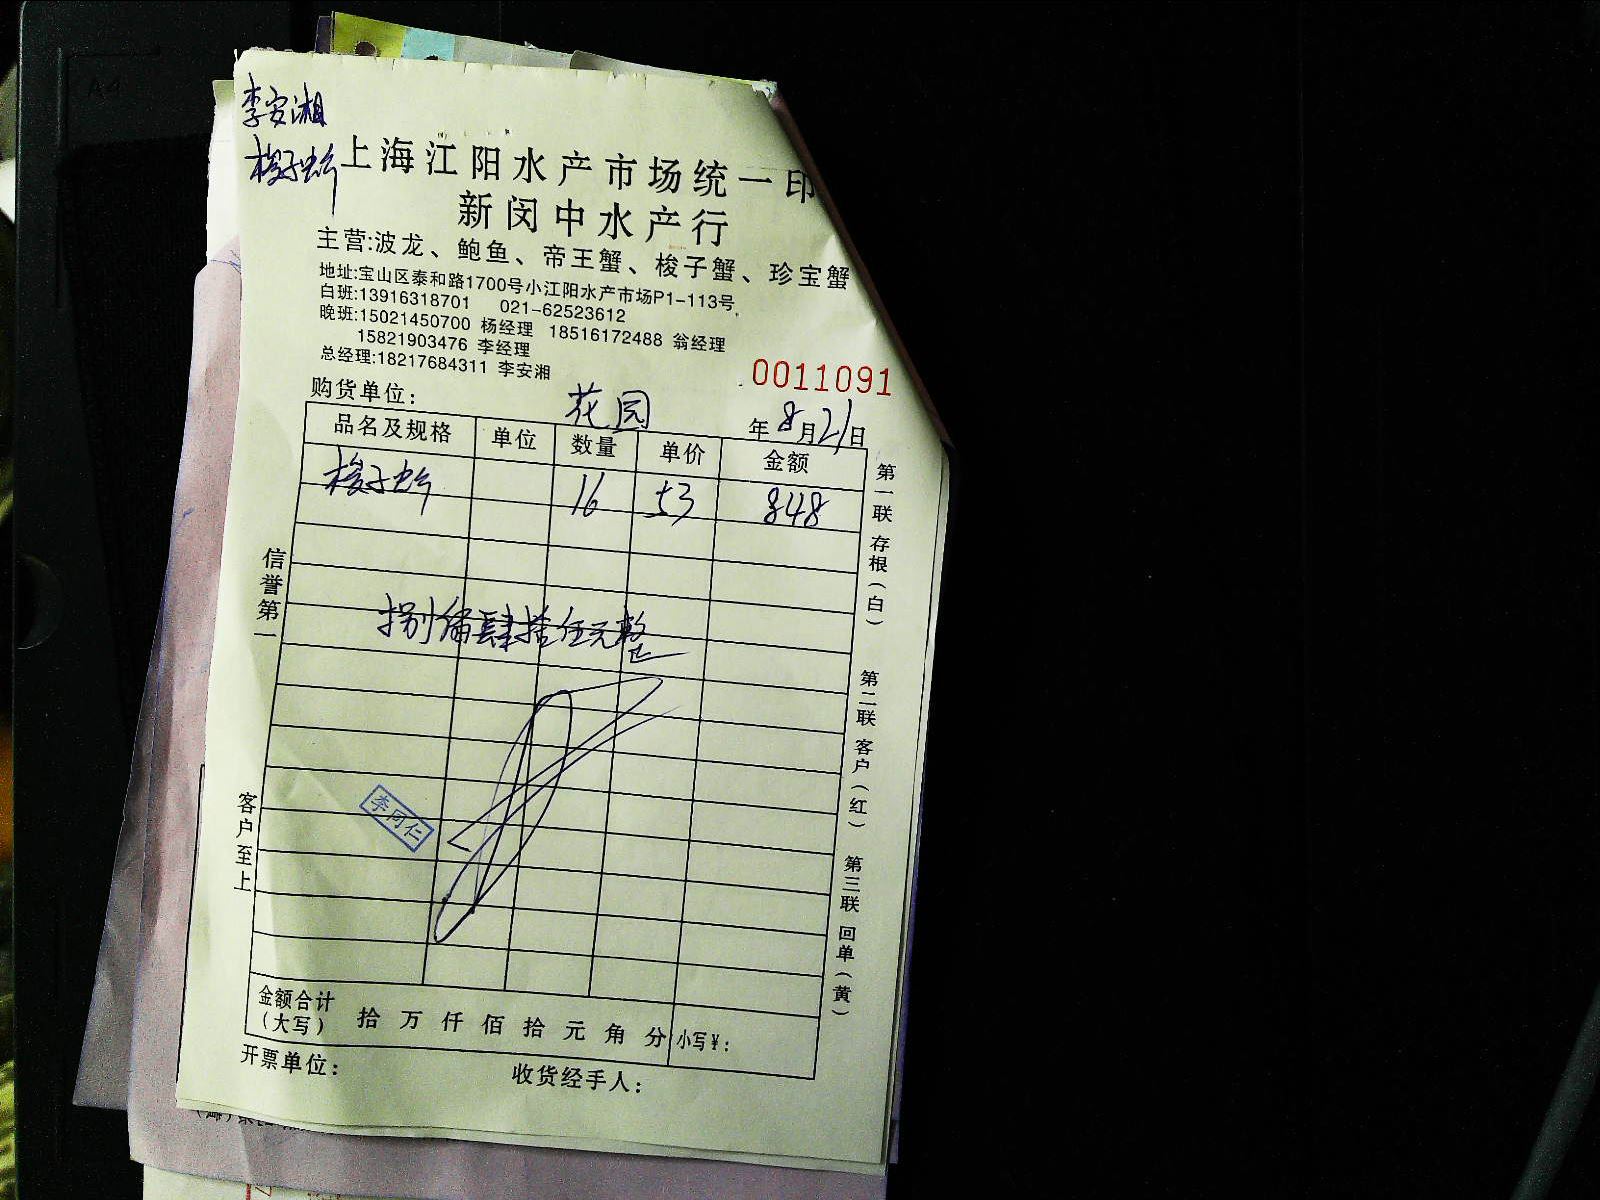 李安湘
梭子蟹
上海江阳水产市场统一印
新闵中水产行
主营:波龙、鲍鱼、帝王蟹、梭子蟹、珍宝蟹
地址:宝山区泰和路1700号小江阳水产市场P1-113号
白班:13916318701 021-62523612
晚班:15021450700 杨经理 18516172488 翁经理
15821903476 李经理
总经理:18217684311 李安湘
0011091
购货单位: 花园 年8月21日
品名及规格 单位 数量 单价 金额
梭子蟹 16 53 848
捌佰肆拾任元整
李同仁
金额合计
(大写) 拾 万 仟 佰 拾 元 角 分 小写¥:
开票单位: 收货经手人:
信誉第一
客户至上
第一联 存根(白)
第二联 客户(红)
第三联 回单(黄)
A4